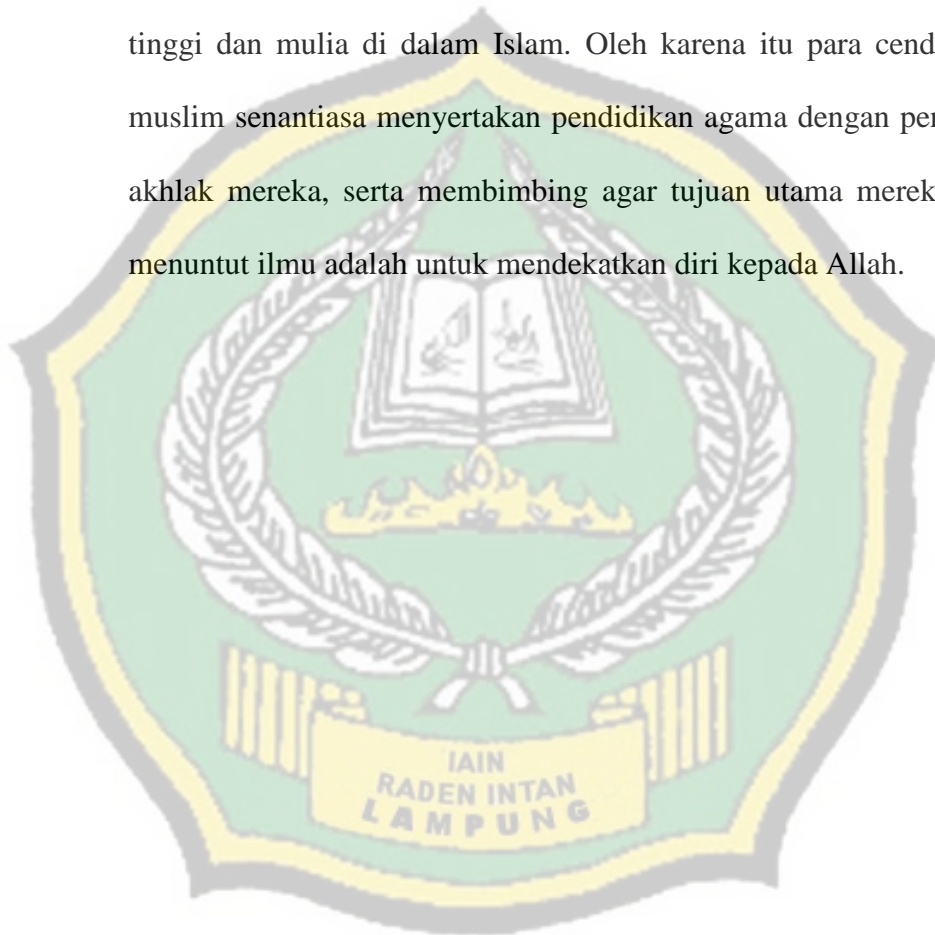 tinggi dan mulia di dalam Islam. Oleh karena itu para cend
muslim senantiasa menyertakan pendidikan agama dengan per
akhlak mereka, serta membimbing agar tujuan utama merek
menuntut ilmu adalah untuk mendekatkan diri kepada Allah.
IAIN
RADEN INTAN
LAMPUNG